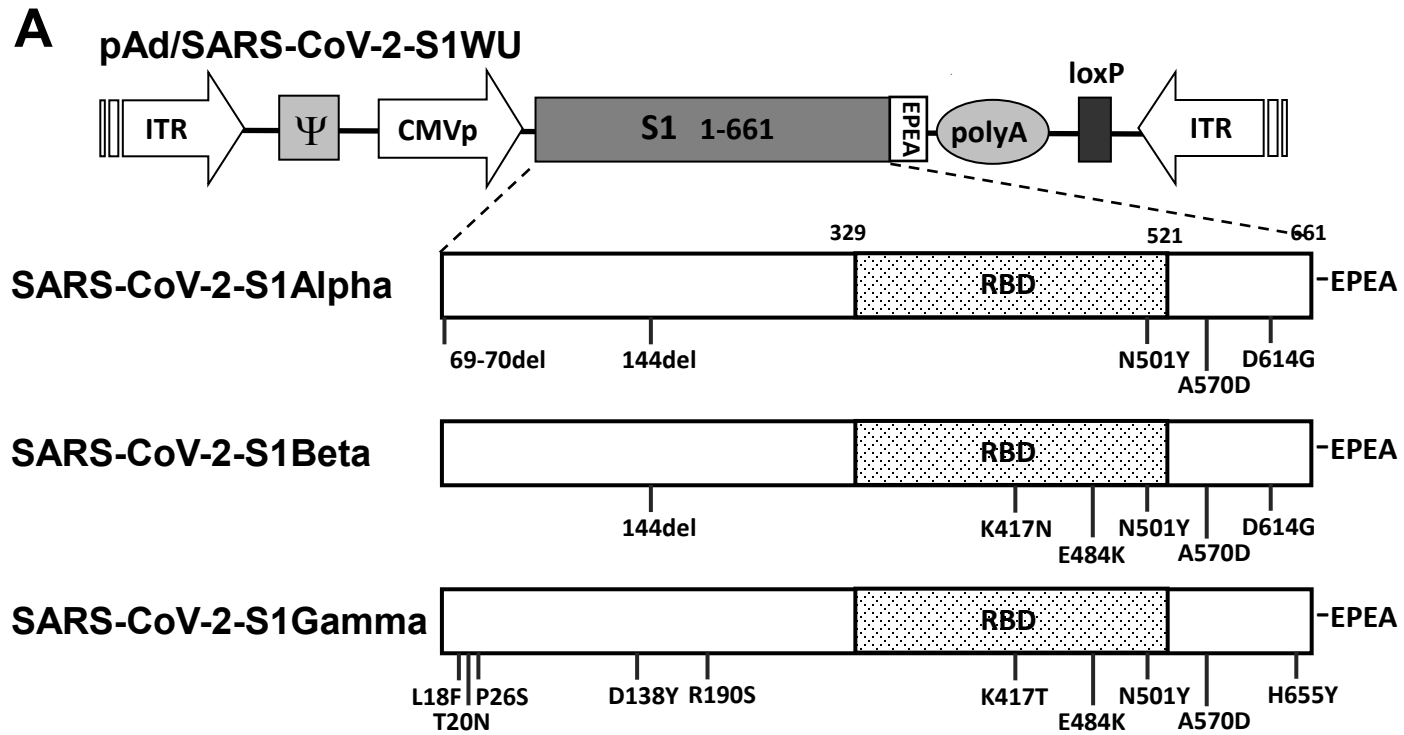 A
pAd/SARS-CoV-2-S1WU
loxP
ITR
Ψ
CMVp
S1 1-661
EPEA
polyA
ITR
329
521
661
SARS-CoV-2-S1Alpha
RBD
-EPEA
69-70del
144del
N501Y
D614G
A570D
SARS-CoV-2-S1Beta
RBD
-EPEA
144del
K417N
N501Y
D614G
E484K
A570D
SARS-CoV-2-S1Gamma
RBD
-EPEA
L18F
P26S
D138Y
R190S
K417T
N501Y
H655Y
T20N
E484K
A570D